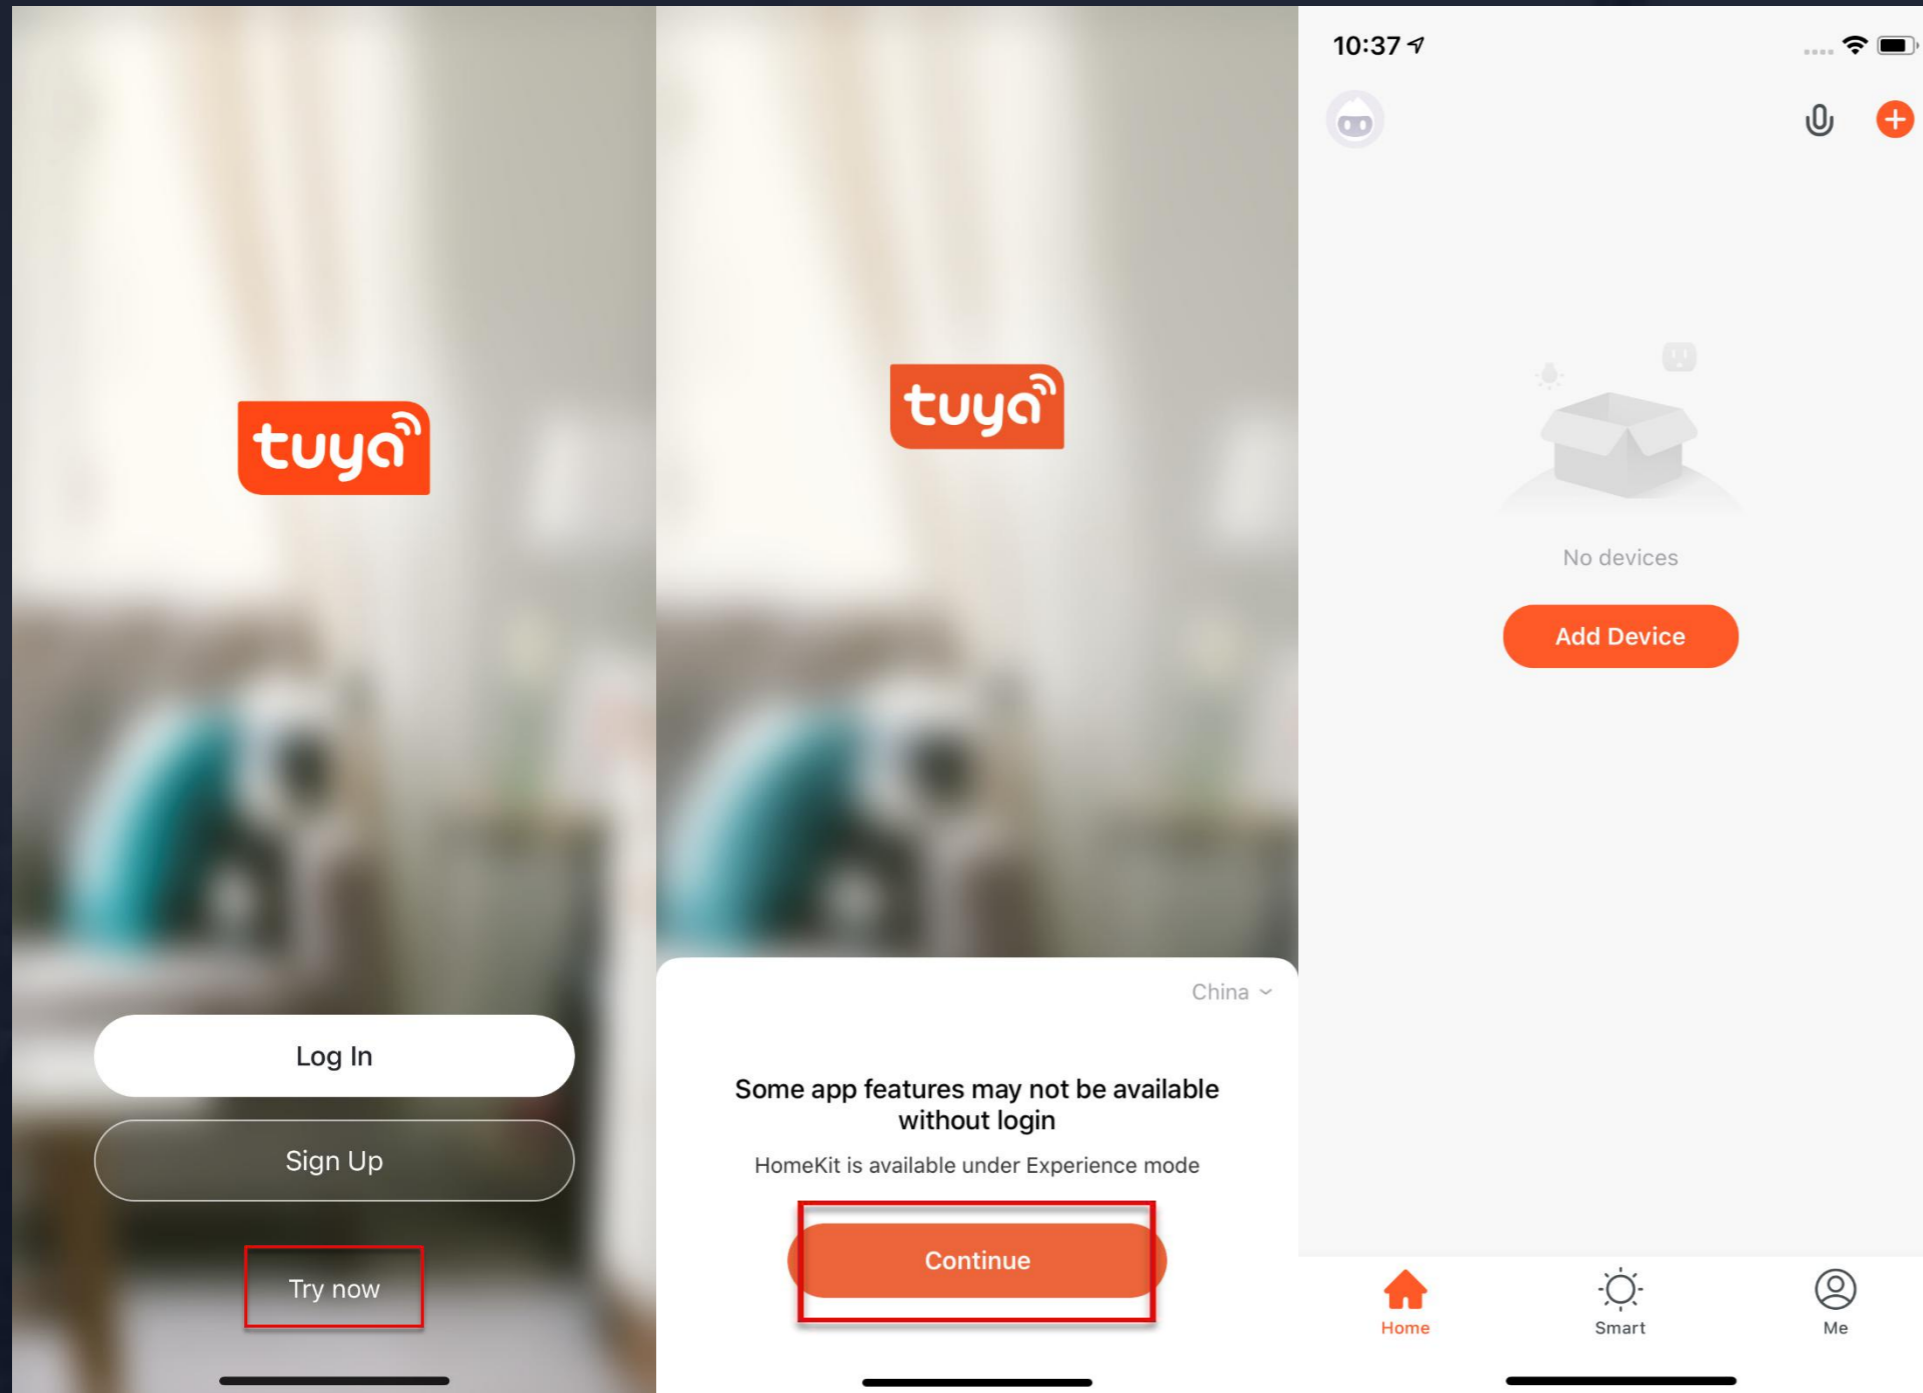 tuya
Log In
Sign Up
Try now
tuya
China
Some app features may not be available
without login
HomeKit is available under Experience mode
Continue
10:37
No devices
Add Device
Home
Smart
Me